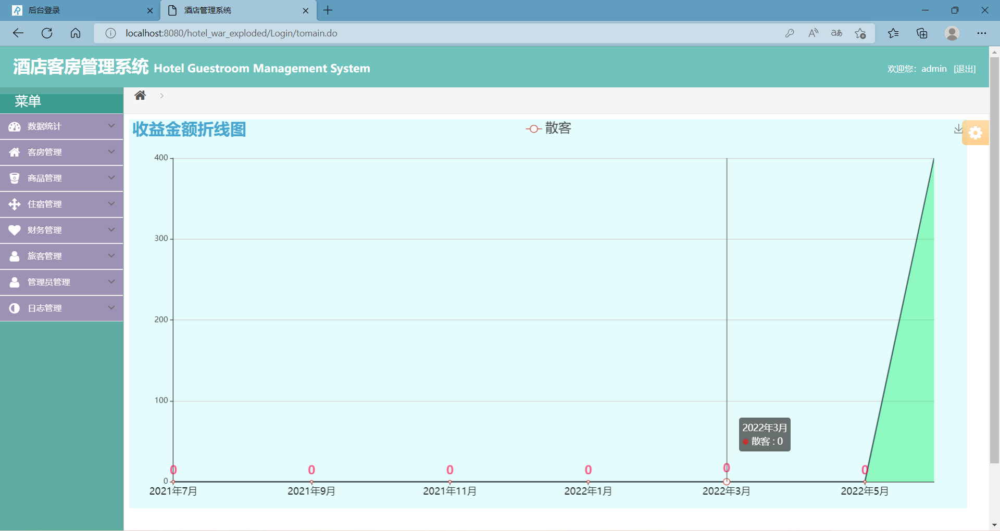 后台登录
酒店管理系统
localhost:8080/hotel_war_exploded/Login/tomain.do
酒店客房管理系统 Hotel Guestroom Management System
欢迎您: admin [退出]
菜单
数据统计
客房管理
商品管理
住宿管理
财务管理
旅客管理
管理员管理
日志管理
收益金额折线图
散客
400
300
200
100
0
2022年3月
散客 : 0
0 0 0 0 0 0
2021年7月 2021年9月 2021年11月 2022年1月 2022年3月 2022年5月